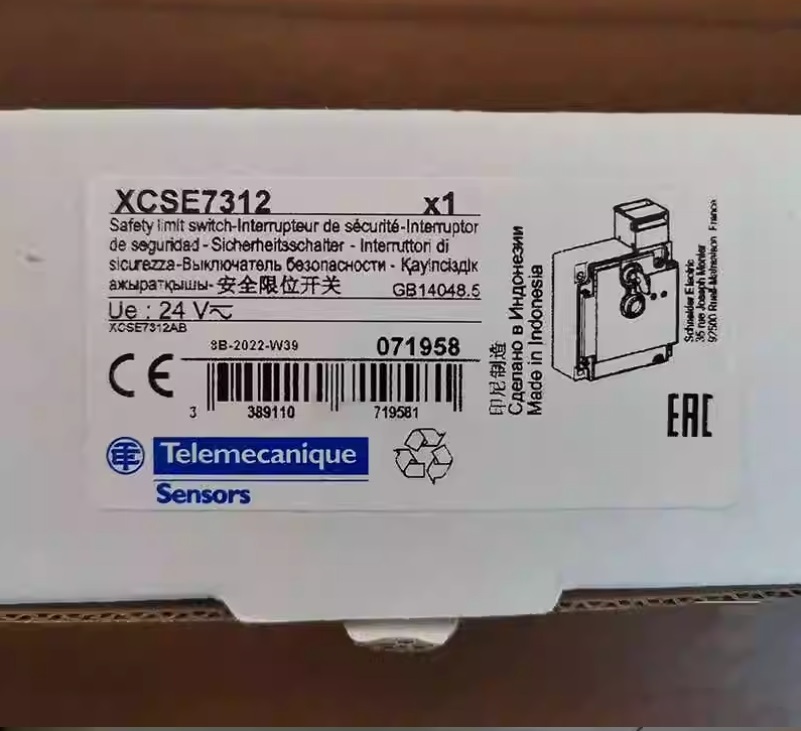 XCSE7312 x1
Safety limit switch-Interrupteur de sécurité-Interruptor
de seguridad - Sicherheitsschalter - Interruttori di
sicurezza-Выключатель безопасности - Қауіпсіздік
ажыратқышы- 安全限位开关 GB14048.5
Ue : 24 V⎓
XCSE7312AB
8B-2022-W39 071958
CE
3 389110 719581
Telemecanique
Sensors
印尼制造
Сделано в Индонезии
Made in Indonesia
Schneider Electric
35 rue Joseph Monier
92500 Rueil-Malmaison France
EAC